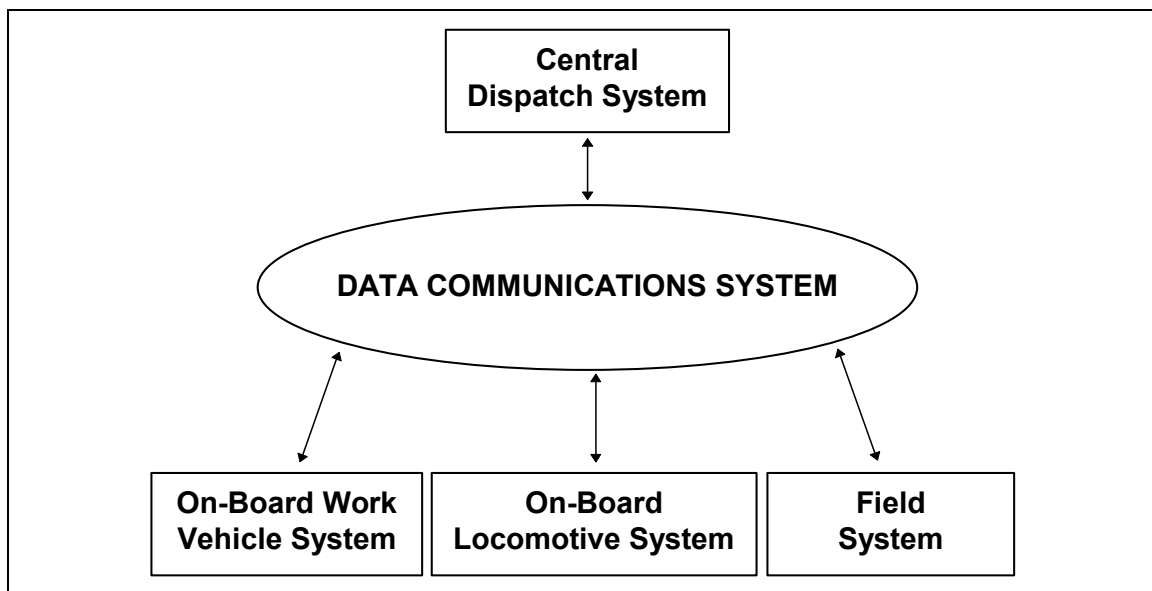 Central
Dispatch System
DATA COMMUNICATIONS SYSTEM
On-Board Work
Vehicle System
On-Board
Locomotive System
Field
System